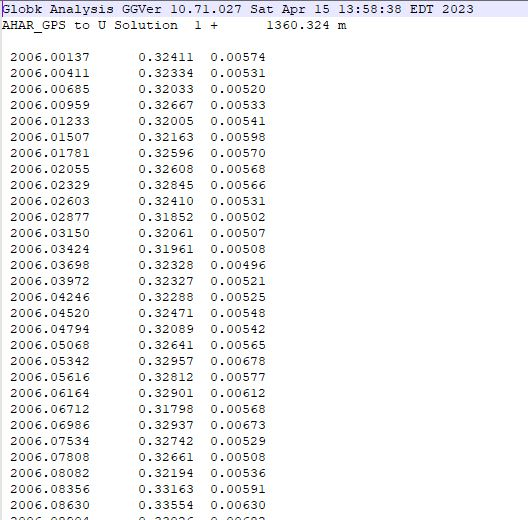 Globk Analysis GGVer 10.71.027 Sat Apr 15 13:58:38 EDT 2023
AHAR_GPS to U Solution  1 +      1360.324 m
2006.00137      0.32411  0.00574
2006.00411      0.32334  0.00531
2006.00685      0.32033  0.00520
2006.00959      0.32667  0.00533
2006.01233      0.32005  0.00541
2006.01507      0.32163  0.00598
2006.01781      0.32596  0.00570
2006.02055      0.32608  0.00568
2006.02329      0.32845  0.00566
2006.02603      0.32410  0.00531
2006.02877      0.31852  0.00502
2006.03150      0.32061  0.00507
2006.03424      0.31961  0.00508
2006.03698      0.32328  0.00496
2006.03972      0.32327  0.00521
2006.04246      0.32288  0.00525
2006.04520      0.32471  0.00548
2006.04794      0.32089  0.00542
2006.05068      0.32641  0.00565
2006.05342      0.32957  0.00678
2006.05616      0.32812  0.00577
2006.06164      0.32901  0.00612
2006.06712      0.31798  0.00568
2006.06986      0.32937  0.00673
2006.07534      0.32742  0.00529
2006.07808      0.32661  0.00508
2006.08082      0.32194  0.00536
2006.08356      0.33163  0.00591
2006.08630      0.33554  0.00630